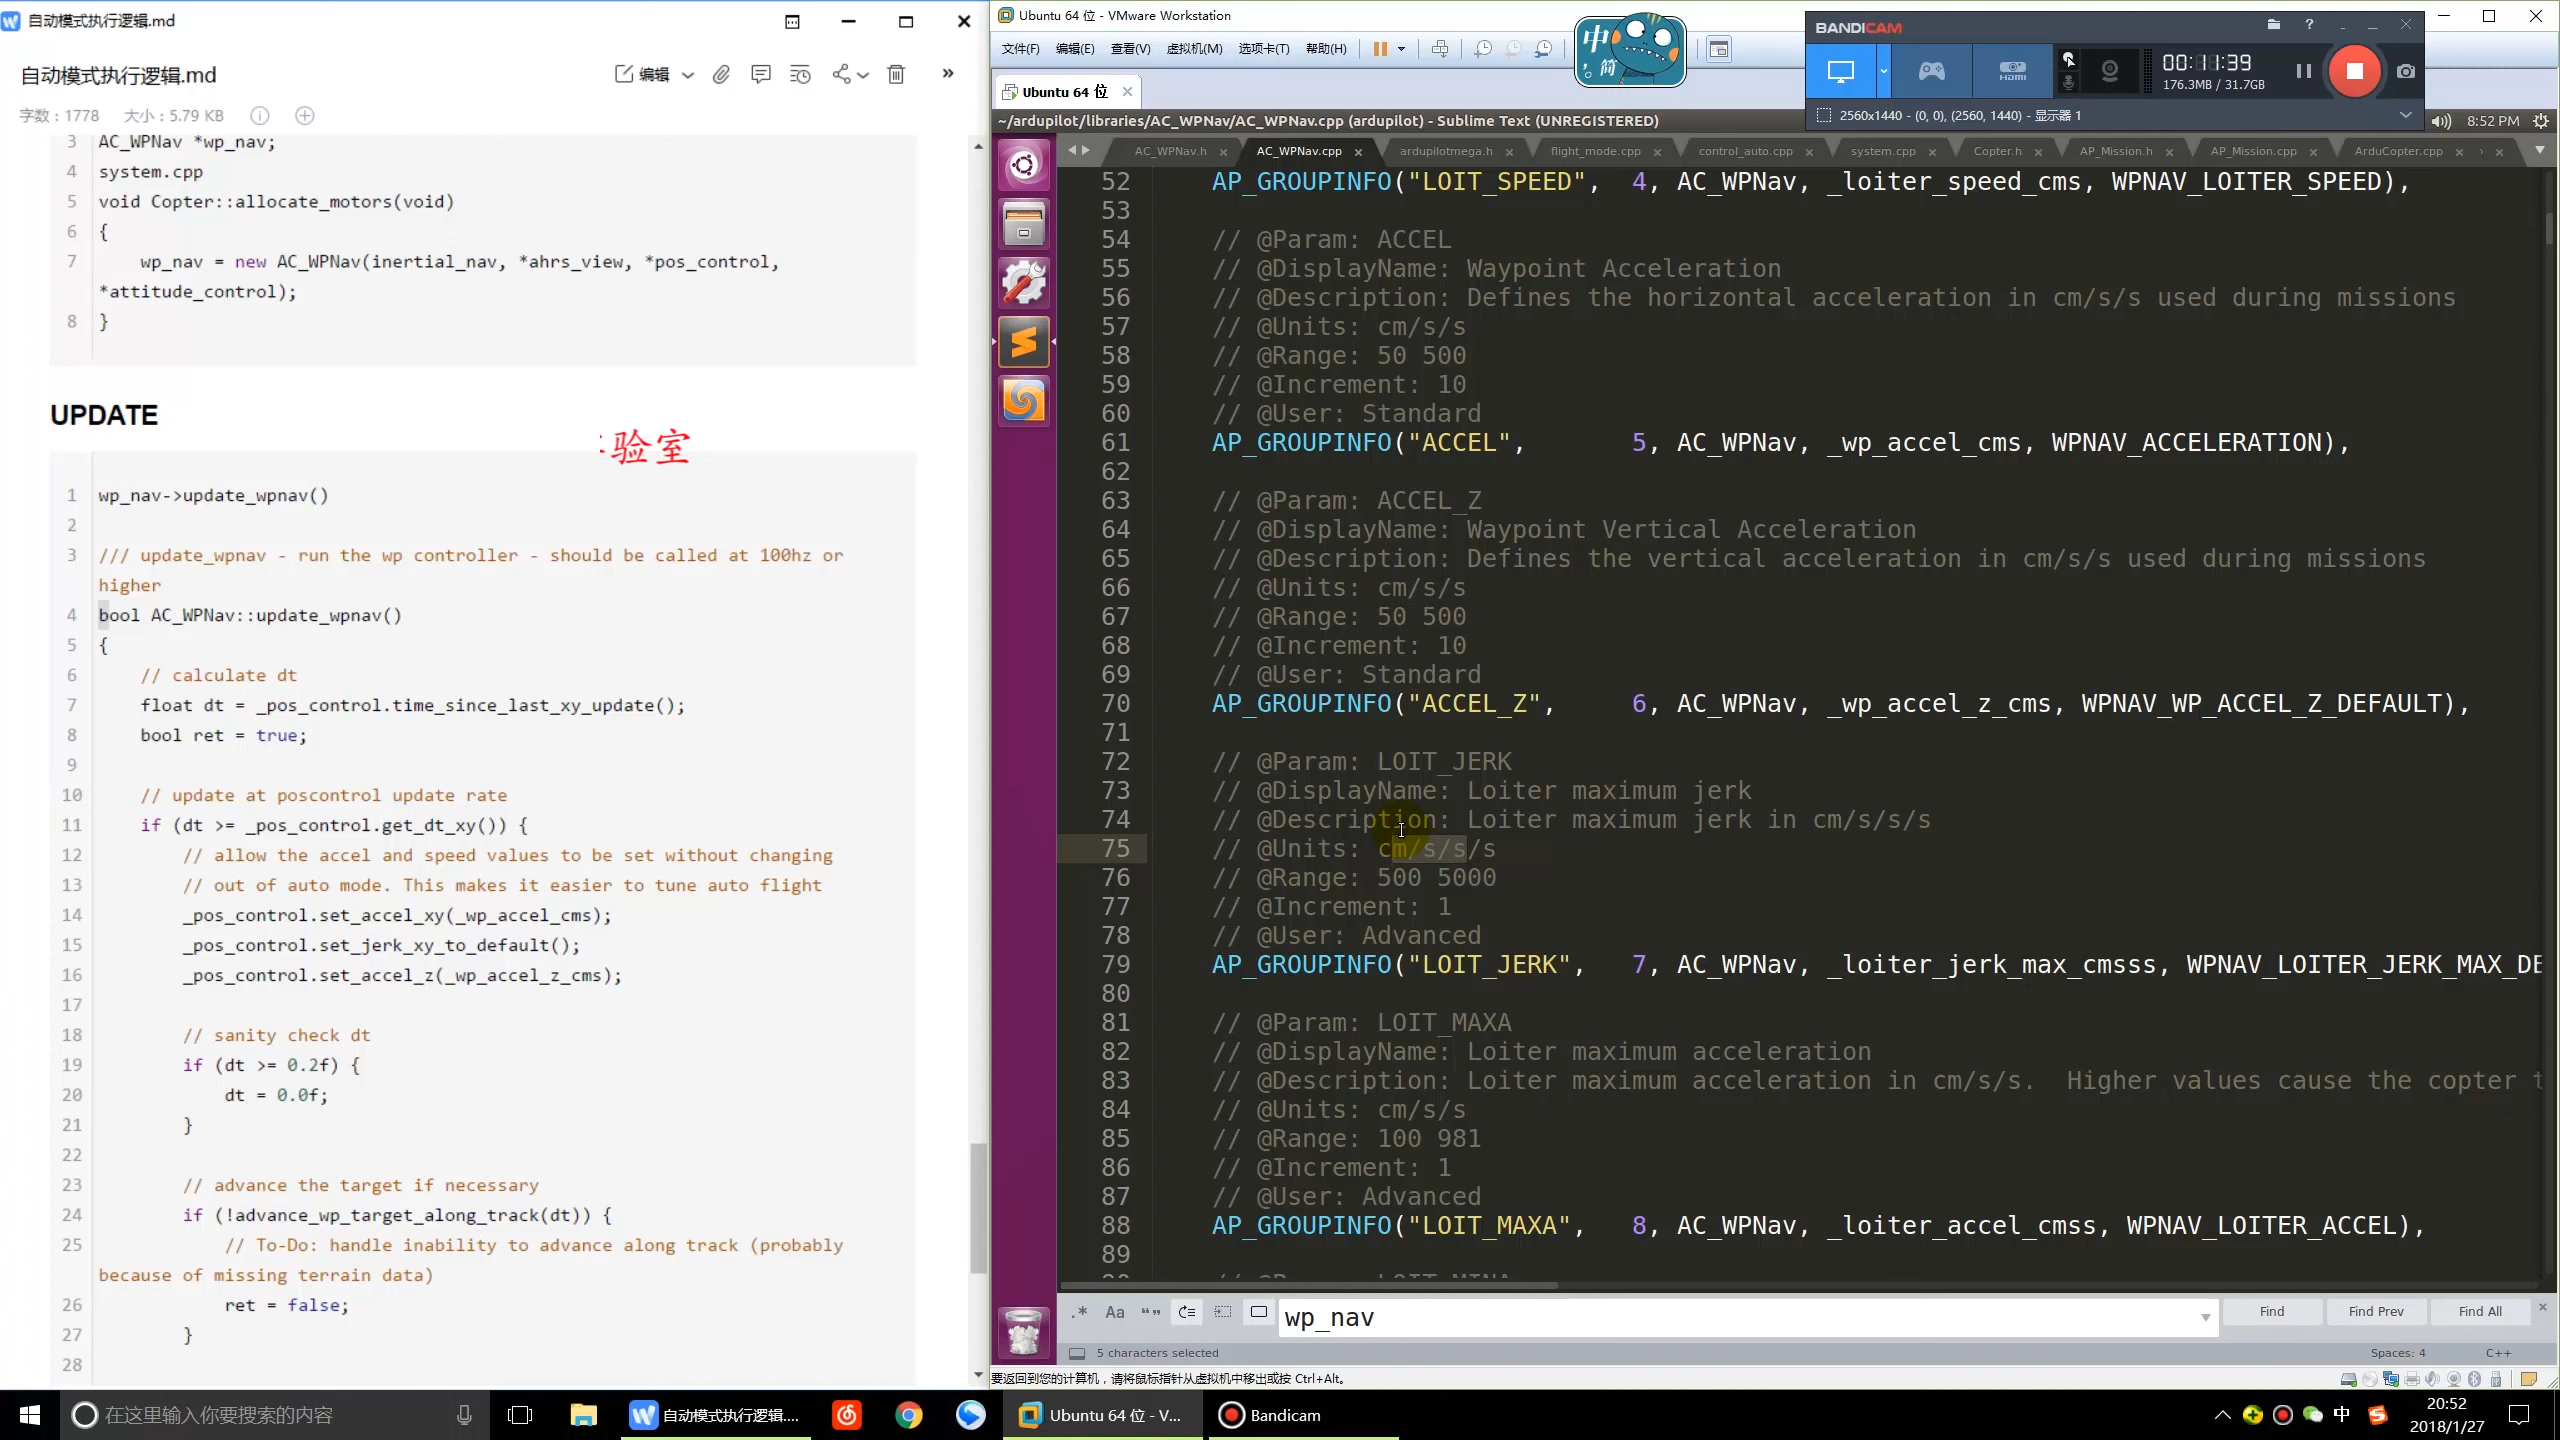 自动模式执行逻辑.md
自动模式执行逻辑.md
编辑
字数：1778 大小：5.79 KB
3 AC_WPNav *wp_nav;
4 system.cpp
5 void Copter::allocate_motors(void)
6 {
7 wp_nav = new AC_WPNav(inertial_nav, *ahrs_view, *pos_control,
*attitude_control);
8 }
UPDATE
验室
1 wp_nav->update_wpnav()
2
3 /// update_wpnav - run the wp controller - should be called at 100hz or
higher
4 bool AC_WPNav::update_wpnav()
5 {
6 // calculate dt
7 float dt = _pos_control.time_since_last_xy_update();
8 bool ret = true;
9
10 // update at poscontrol update rate
11 if (dt >= _pos_control.get_dt_xy()) {
12 // allow the accel and speed values to be set without changing
13 // out of auto mode. This makes it easier to tune auto flight
14 _pos_control.set_accel_xy(_wp_accel_cms);
15 _pos_control.set_jerk_xy_to_default();
16 _pos_control.set_accel_z(_wp_accel_z_cms);
17
18 // sanity check dt
19 if (dt >= 0.2f) {
20 dt = 0.0f;
21 }
22
23 // advance the target if necessary
24 if (!advance_wp_target_along_track(dt)) {
25 // To-Do: handle inability to advance along track (probably
because of missing terrain data)
26 ret = false;
27 }
28
Ubuntu 64 位 - VMware Workstation
文件(F) 编辑(E) 查看(V) 虚拟机(M) 选项卡(T) 帮助(H)
中
简
BANDICAM
HDMI
39
176.3MB / 31.7GB
2560x1440 - (0, 0), (2560, 1440) - 显示器 1
Ubuntu 64 位
~/ardupilot/libraries/AC_WPNav/AC_WPNav.cpp (ardupilot) - Sublime Text (UNREGISTERED)
8:52 PM
AC_WPNav.h AC_WPNav.cpp ardupilotmega.h flight_mode.cpp control_auto.cpp system.cpp Copter.h AP_Mission.h AP_Mission.cpp ArduCopter.cpp
52 AP_GROUPINFO("LOIT_SPEED", 4, AC_WPNav, _loiter_speed_cms, WPNAV_LOITER_SPEED),
53
54 // @Param: ACCEL
55 // @DisplayName: Waypoint Acceleration
56 // @Description: Defines the horizontal acceleration in cm/s/s used during missions
57 // @Units: cm/s/s
58 // @Range: 50 500
59 // @Increment: 10
60 // @User: Standard
61 AP_GROUPINFO("ACCEL", 5, AC_WPNav, _wp_accel_cms, WPNAV_ACCELERATION),
62
63 // @Param: ACCEL_Z
64 // @DisplayName: Waypoint Vertical Acceleration
65 // @Description: Defines the vertical acceleration in cm/s/s used during missions
66 // @Units: cm/s/s
67 // @Range: 50 500
68 // @Increment: 10
69 // @User: Standard
70 AP_GROUPINFO("ACCEL_Z", 6, AC_WPNav, _wp_accel_z_cms, WPNAV_WP_ACCEL_Z_DEFAULT),
71
72 // @Param: LOIT_JERK
73 // @DisplayName: Loiter maximum jerk
74 // @Description: Loiter maximum jerk in cm/s/s/s
75 // @Units: cm/s/s/s
76 // @Range: 500 5000
77 // @Increment: 1
78 // @User: Advanced
79 AP_GROUPINFO("LOIT_JERK", 7, AC_WPNav, _loiter_jerk_max_cmsss, WPNAV_LOITER_JERK_MAX_DE
80
81 // @Param: LOIT_MAXA
82 // @DisplayName: Loiter maximum acceleration
83 // @Description: Loiter maximum acceleration in cm/s/s. Higher values cause the copter t
84 // @Units: cm/s/s
85 // @Range: 100 981
86 // @Increment: 1
87 // @User: Advanced
88 AP_GROUPINFO("LOIT_MAXA", 8, AC_WPNav, _loiter_accel_cmss, WPNAV_LOITER_ACCEL),
89
.* Aa “” wp_nav Find Find Prev Find All
5 characters selected Spaces: 4 C++
要返回到您的计算机，请将鼠标指针从虚拟机中移出或按 Ctrl+Alt。
在这里输入你要搜索的内容
自动模式执行逻辑....
Ubuntu 64 位 - V...
Bandicam
中
20:52
2018/1/27